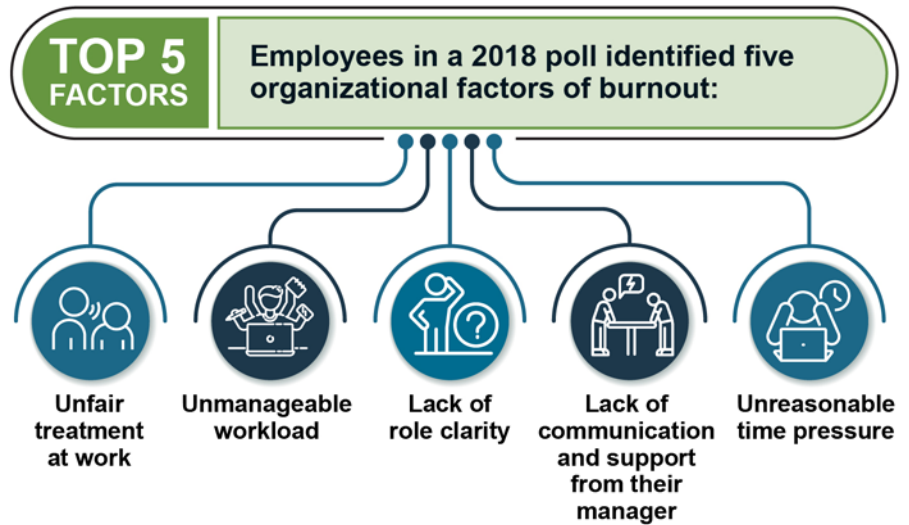 TOP 5
FACTORS
Employees in a 2018 poll identified five
organizational factors of burnout:
Unfair
treatment
at work
Unmanageable
workload
?
Lack of
role clarity
Lack of
communication
and support
from their
manager
Unreasonable
time pressure